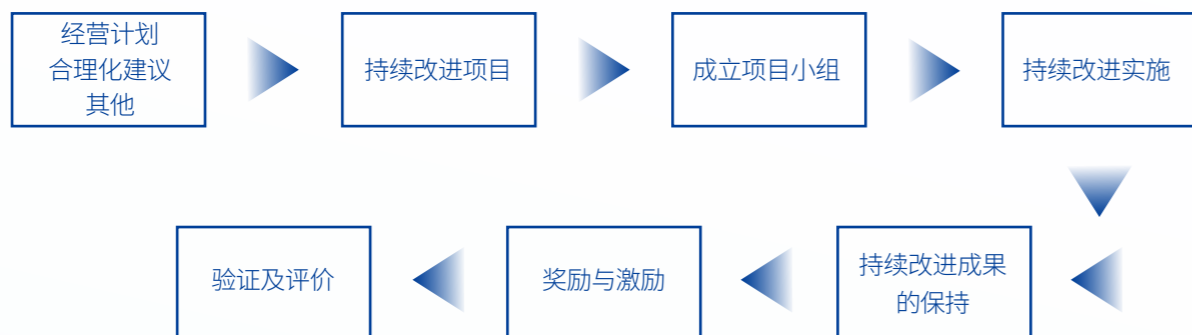 经营计划
合理化建议
其他
持续改进项目
成立项目小组
持续改进实施
持续改进成果
的保持
奖励与激励
验证及评价